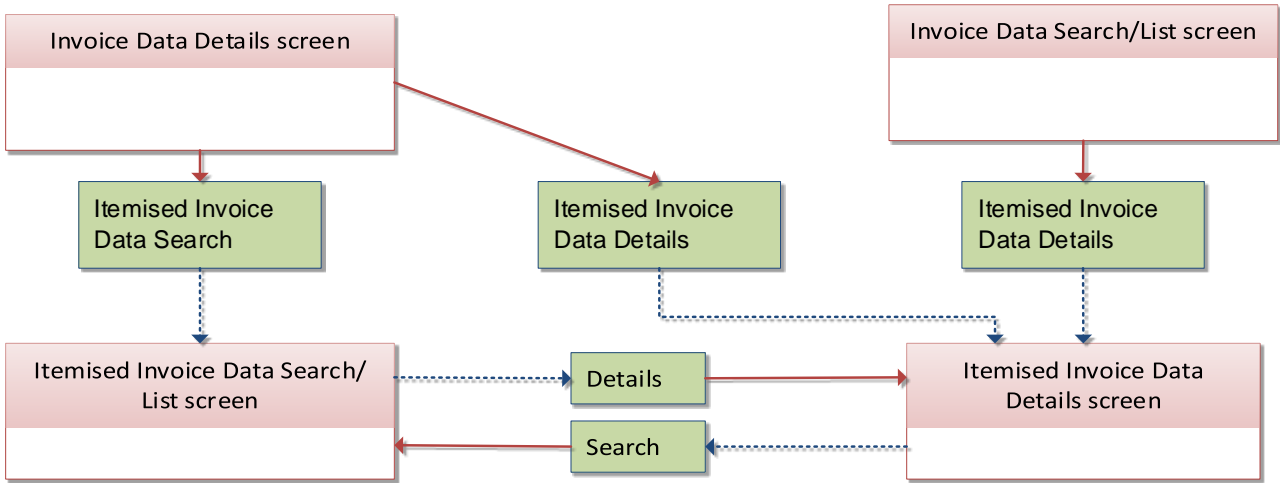 Invoice Data Details screen
Invoice Data Search/List screen
Itemised Invoice
Data Search
Itemised Invoice
Data Details
Itemised Invoice
Data Details
Itemised Invoice Data Search/
List screen
Details
Search
Itemised Invoice Data
Details screen